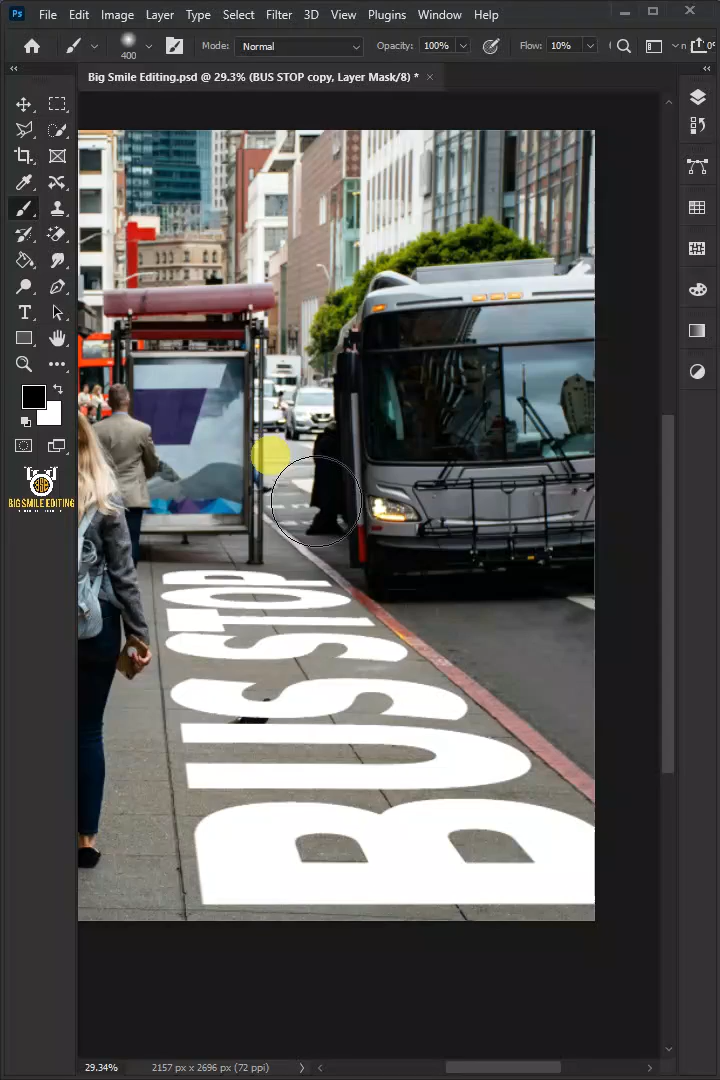 Ps File Edit Image Layer Type Select Filter 3D View Plugins Window Help
400 Mode: Normal Opacity: 100% Flow: 10%
Big Smile Editing.psd @ 29.3% (BUS STOP copy, Layer Mask/8) *
BIG SMILE EDITING
BUS STOP
29.34% 2157 px x 2696 px (72 ppi)